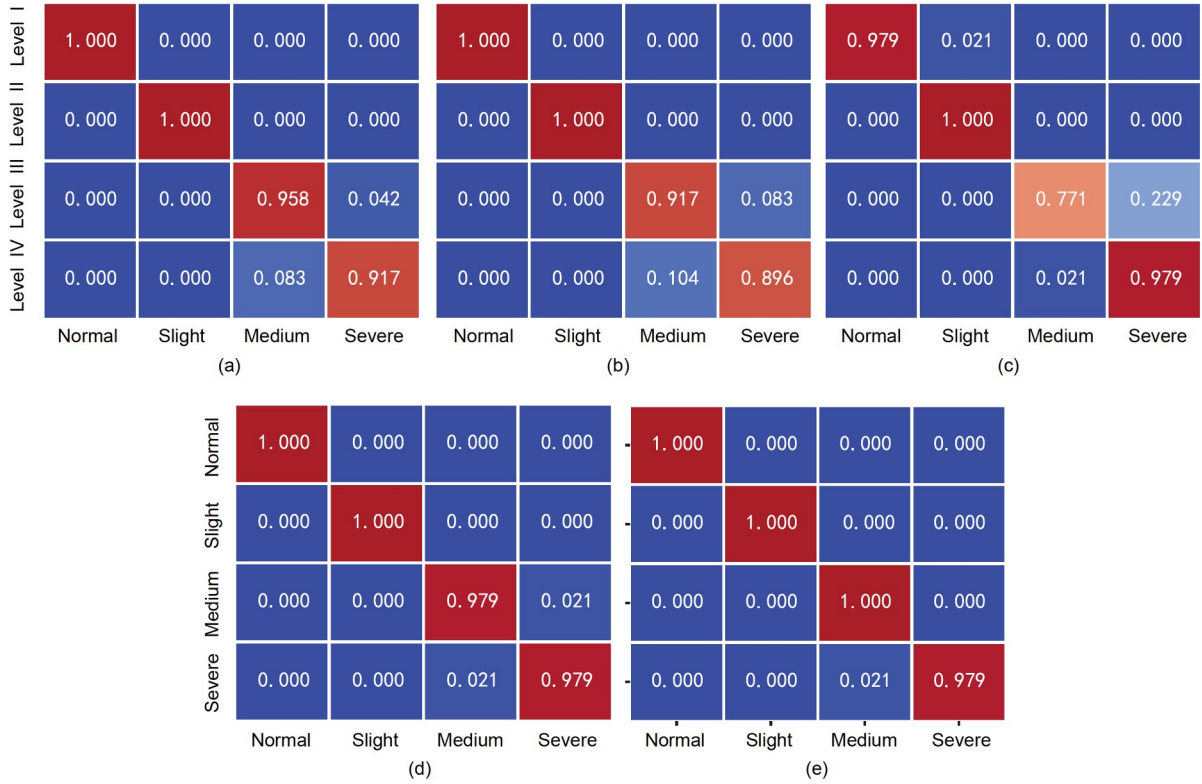 Level I 1.000 0.000 0.000 0.000 1.000 0.000 0.000 0.000 0.979 0.021 0.000 0.000
Level II 0.000 1.000 0.000 0.000 0.000 1.000 0.000 0.000 0.000 1.000 0.000 0.000
Level III 0.000 0.000 0.958 0.042 0.000 0.000 0.917 0.083 0.000 0.000 0.771 0.229
Level IV 0.000 0.000 0.083 0.917 0.000 0.000 0.104 0.896 0.000 0.000 0.021 0.979
Normal Slight Medium Severe Normal Slight Medium Severe Normal Slight Medium Severe
(a) (b) (c)
Normal 1.000 0.000 0.000 0.000 1.000 0.000 0.000 0.000
Slight 0.000 1.000 0.000 0.000 0.000 1.000 0.000 0.000
Medium 0.000 0.000 0.979 0.021 0.000 0.000 1.000 0.000
Severe 0.000 0.000 0.021 0.979 0.000 0.000 0.021 0.979
Normal Slight Medium Severe Normal Slight Medium Severe
(d) (e)